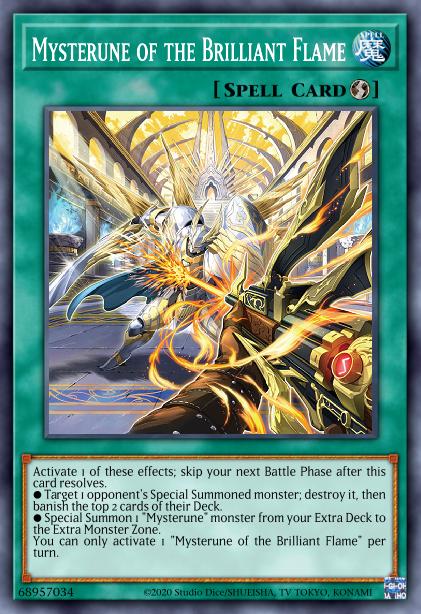 Mysterune of the Brilliant Flame
SPELL
魔
[Spell Card]
Activate 1 of these effects; skip your next Battle Phase after this
card resolves.
● Target 1 opponent's Special Summoned monster; destroy it, then
banish the top 2 cards of their Deck.
● Special Summon 1 "Mysterune" monster from your Extra Deck to
the Extra Monster Zone.
You can only activate 1 "Mysterune of the Brilliant Flame" per
turn.
68957034
©2020 Studio Dice/SHUEISHA, TV TOKYO, KONAMI